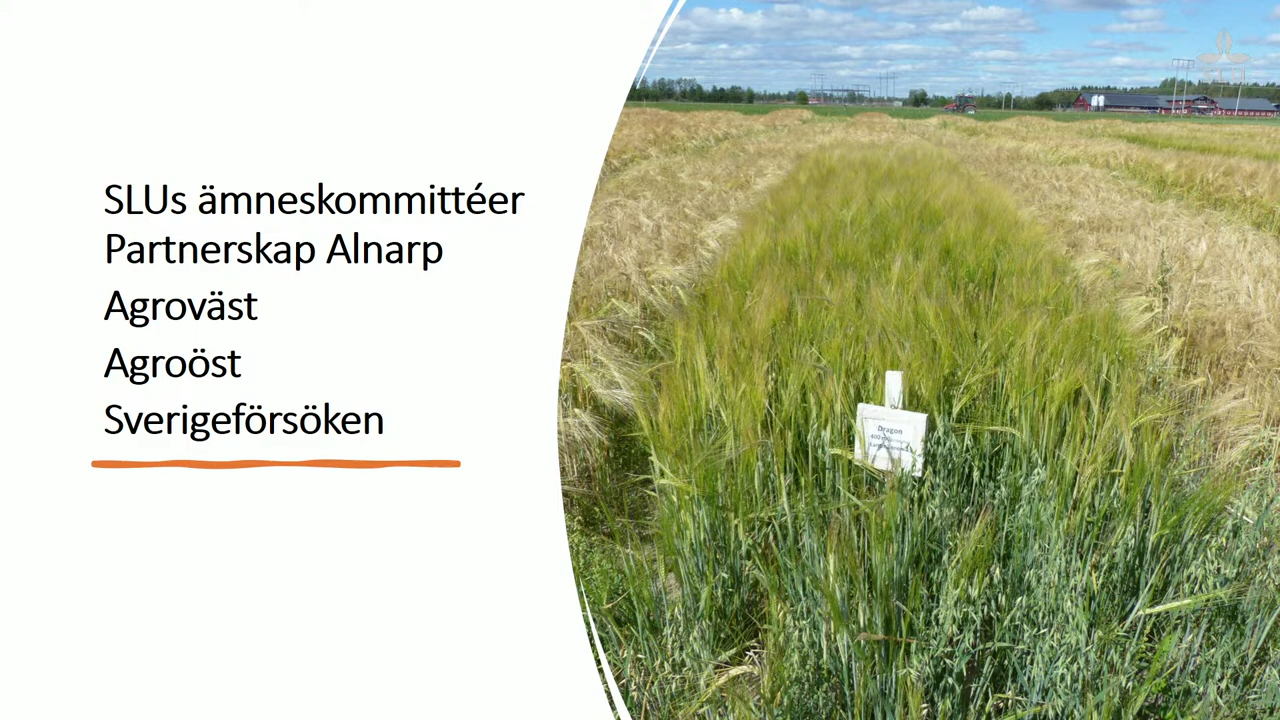 SLUs ämneskommittéer
Partnerskap Alnarp
Agroväst
Agroöst
Sverigeförsöken
Dragon